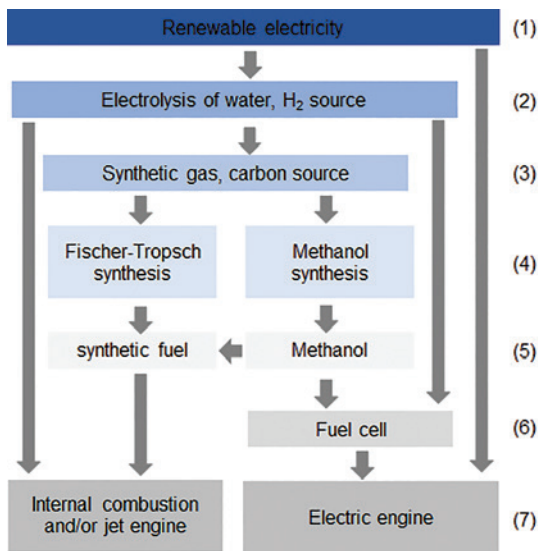 Renewable electricity (1)
Electrolysis of water, H₂ source (2)
Synthetic gas, carbon source (3)
Fischer-Tropsch
synthesis
Methanol
synthesis
(4)
synthetic fuel
Methanol
(5)
Fuel cell (6)
Internal combustion
and/or jet engine
Electric engine
(7)